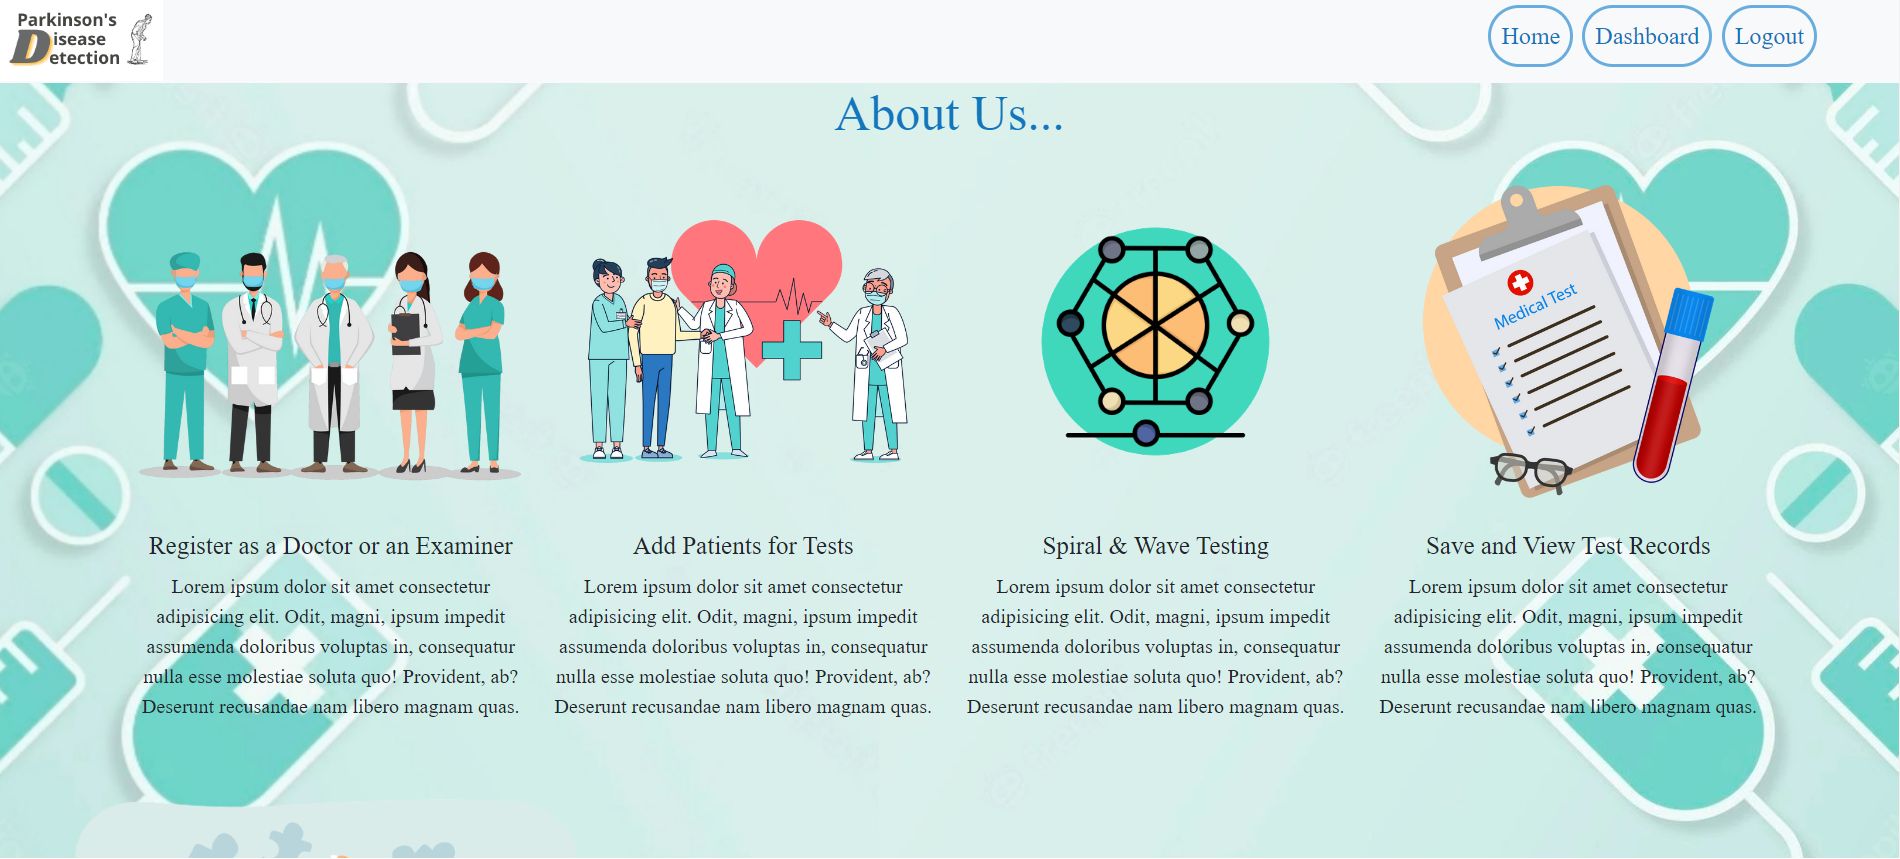 Parkinson's
Disease
Detection
Home Dashboard Logout
About Us...
Medical Test
Register as a Doctor or an Examiner
Lorem ipsum dolor sit amet consectetur
adipisicing elit. Odit, magni, ipsum impedit
assumenda doloribus voluptas in, consequatur
nulla esse molestiae soluta quo! Provident, ab?
Deserunt recusandae nam libero magnam quas.
Add Patients for Tests
Lorem ipsum dolor sit amet consectetur
adipisicing elit. Odit, magni, ipsum impedit
assumenda doloribus voluptas in, consequatur
nulla esse molestiae soluta quo! Provident, ab?
Deserunt recusandae nam libero magnam quas.
Spiral & Wave Testing
Lorem ipsum dolor sit amet consectetur
adipisicing elit. Odit, magni, ipsum impedit
assumenda doloribus voluptas in, consequatur
nulla esse molestiae soluta quo! Provident, ab?
Deserunt recusandae nam libero magnam quas.
Save and View Test Records
Lorem ipsum dolor sit amet consectetur
adipisicing elit. Odit, magni, ipsum impedit
assumenda doloribus voluptas in, consequatur
nulla esse molestiae soluta quo! Provident, ab?
Deserunt recusandae nam libero magnam quas.